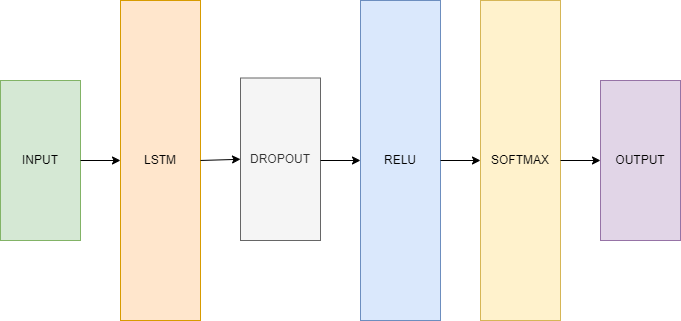 INPUT
LSTM
DROPOUT
RELU
SOFTMAX
OUTPUT